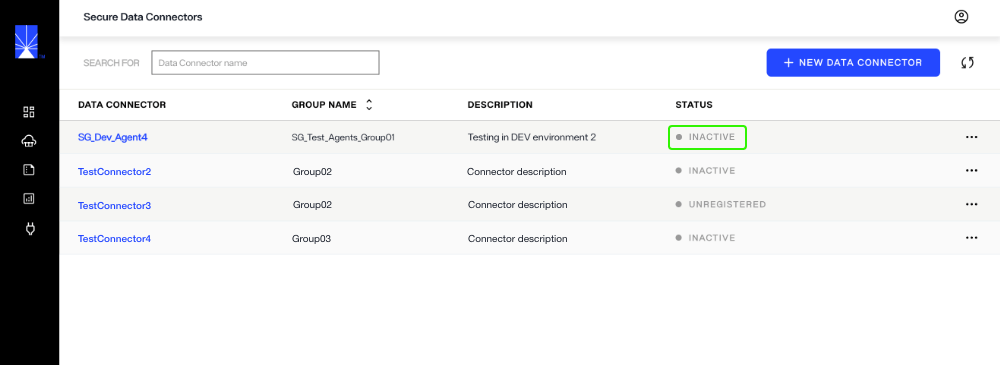 Secure Data Connectors
SEARCH FOR Data Connector name + NEW DATA CONNECTOR
DATA CONNECTOR GROUP NAME DESCRIPTION STATUS
SG_Dev_Agent4 SG_Test_Agents_Group01 Testing in DEV environment 2 INACTIVE
TestConnector2 Group02 Connector description INACTIVE
TestConnector3 Group02 Connector description UNREGISTERED
TestConnector4 Group03 Connector description INACTIVE